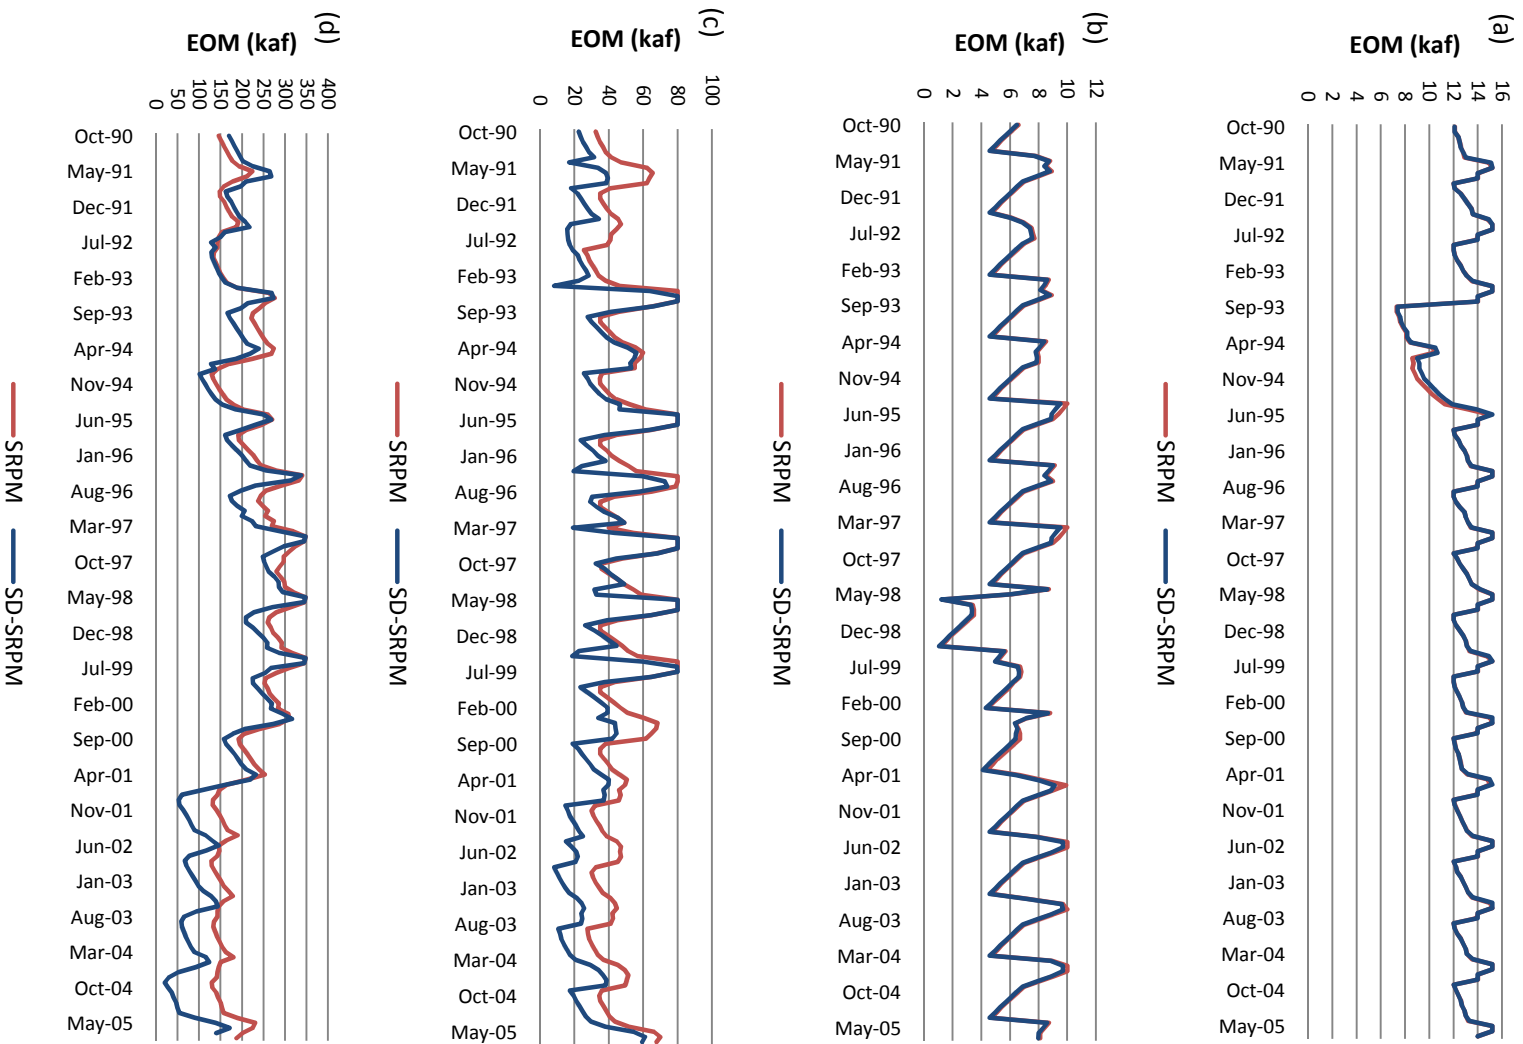 (a)
EOM (kaf)
0 2 4 6 8 10 12 14 16
Oct-90
May-91
Dec-91
Jul-92
Feb-93
Sep-93
Apr-94
Nov-94
Jun-95
Jan-96
Aug-96
Mar-97
Oct-97
May-98
Dec-98
Jul-99
Feb-00
Sep-00
Apr-01
Nov-01
Jun-02
Jan-03
Aug-03
Mar-04
Oct-04
May-05
SRPM SD-SRPM
(b)
EOM (kaf)
0 2 4 6 8 10 12
Oct-90
May-91
Dec-91
Jul-92
Feb-93
Sep-93
Apr-94
Nov-94
Jun-95
Jan-96
Aug-96
Mar-97
Oct-97
May-98
Dec-98
Jul-99
Feb-00
Sep-00
Apr-01
Nov-01
Jun-02
Jan-03
Aug-03
Mar-04
Oct-04
May-05
SRPM SD-SRPM
(c)
EOM (kaf)
0 20 40 60 80 100
Oct-90
May-91
Dec-91
Jul-92
Feb-93
Sep-93
Apr-94
Nov-94
Jun-95
Jan-96
Aug-96
Mar-97
Oct-97
May-98
Dec-98
Jul-99
Feb-00
Sep-00
Apr-01
Nov-01
Jun-02
Jan-03
Aug-03
Mar-04
Oct-04
May-05
SRPM SD-SRPM
(d)
EOM (kaf)
0 50 100 150 200 250 300 350 400
Oct-90
May-91
Dec-91
Jul-92
Feb-93
Sep-93
Apr-94
Nov-94
Jun-95
Jan-96
Aug-96
Mar-97
Oct-97
May-98
Dec-98
Jul-99
Feb-00
Sep-00
Apr-01
Nov-01
Jun-02
Jan-03
Aug-03
Mar-04
Oct-04
May-05
SRPM SD-SRPM